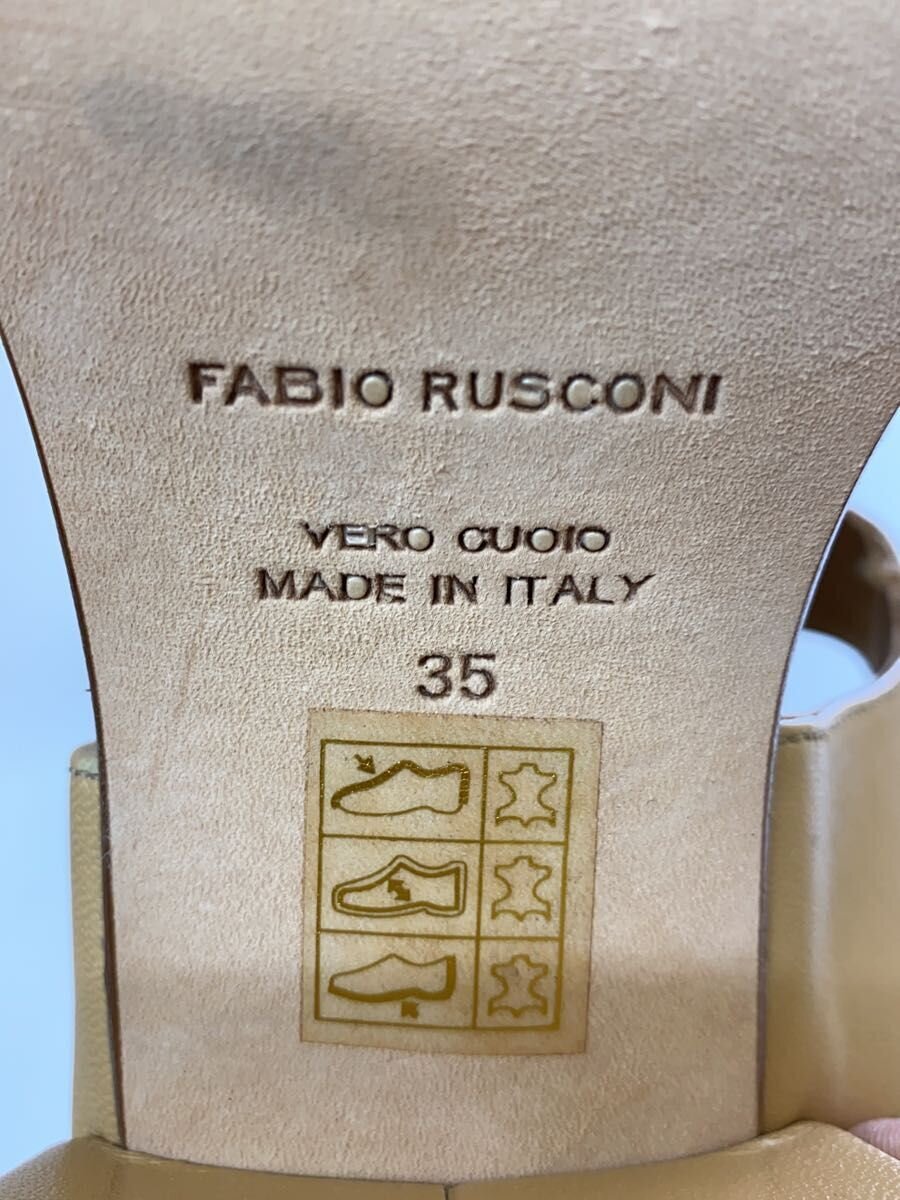 FABIO RUSCONI
VERO CUOIO
MADE IN ITALY
35